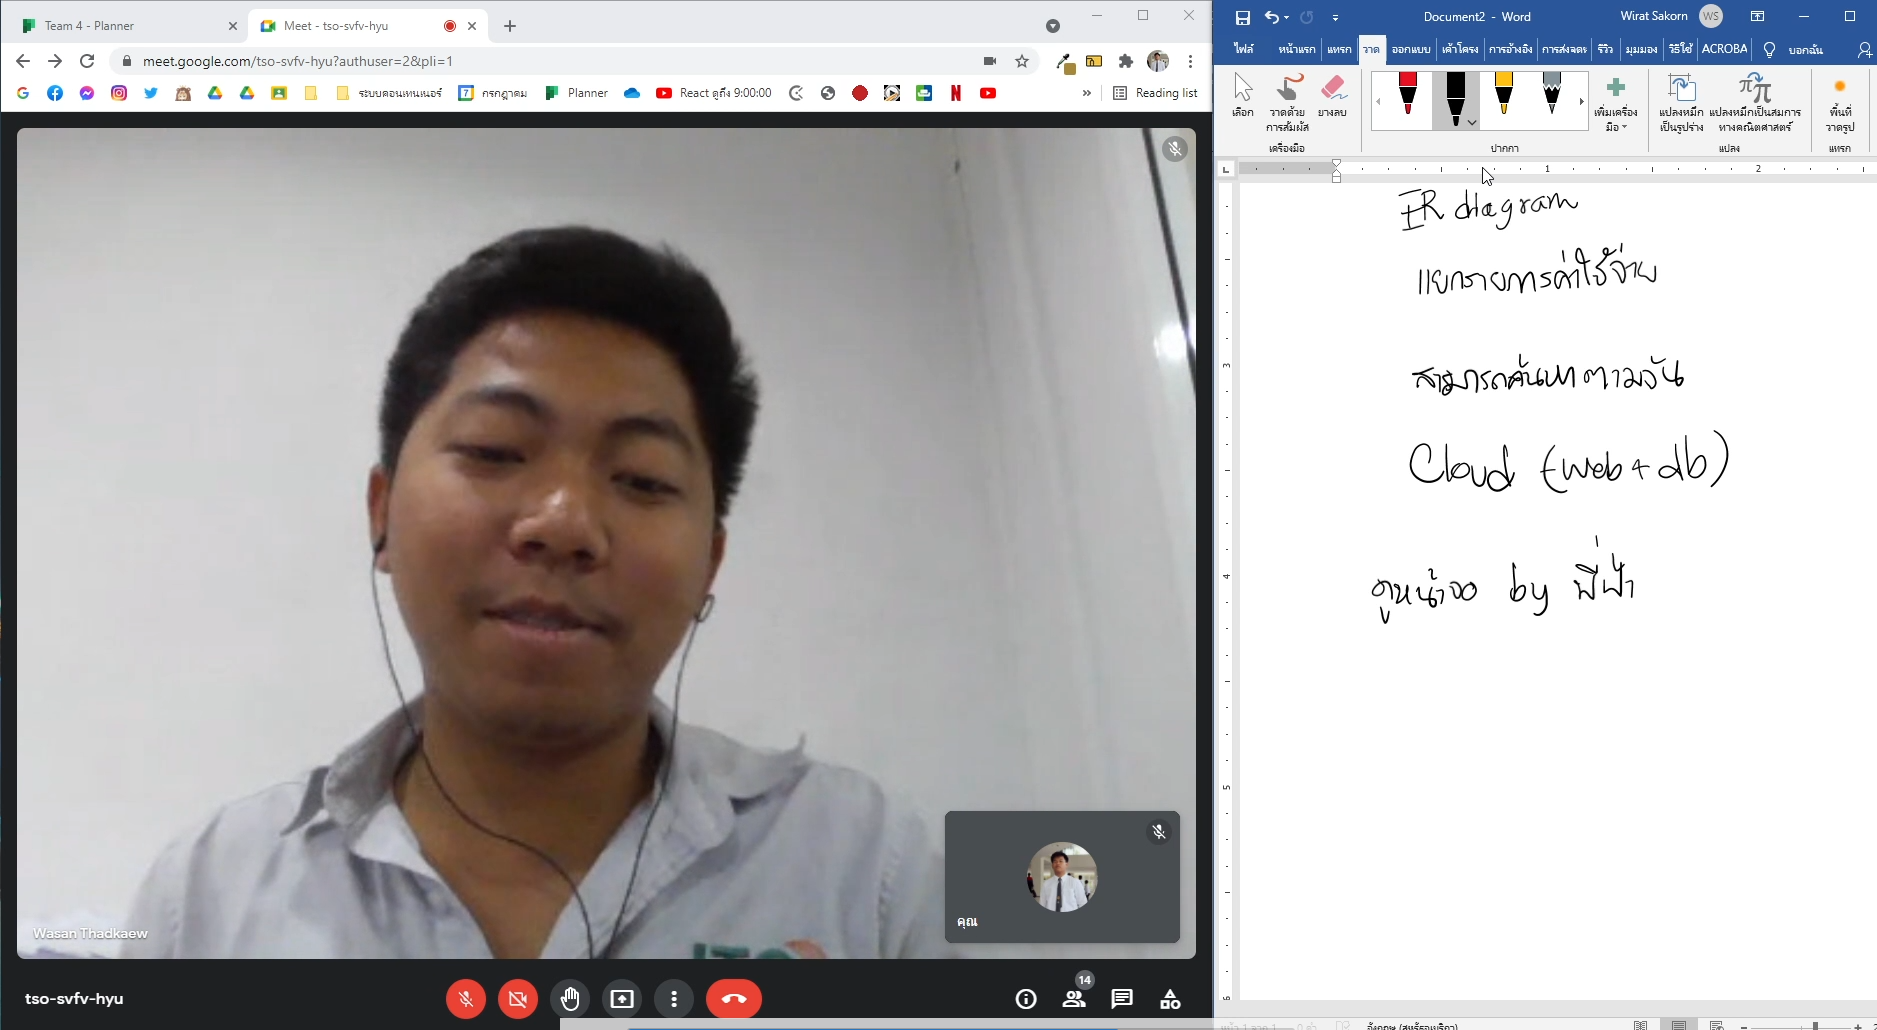 Team 4 - Planner
Meet - tso-svfv-hyu
meet.google.com/tso-svfv-hyu?authuser=2&pli=1
ระบบคอนเทนเนอร์
7 กรกฎาคม
Planner
React ดูถึง 9:00:00
Reading list
Wasan Thadkaew
คุณ
tso-svfv-hyu
14
Document2 - Word
Wirat Sakorn
WS
ไฟล์ หน้าแรก แทรก วาด ออกแบบ เค้าโครง การอ้างอิง การส่งจดห รีวิว มุมมอง วิธีใช้ ACROBA บอกฉัน
เลือก
วาดด้วย
การสัมผัส
ยางลบ
เพิ่มเครื่อง
มือ
แปลงหมึก
เป็นรูปร่าง
แปลงหมึกเป็นสมการ
ทางคณิตศาสตร์
พื้นที่
วาดรูป
เครื่องมือ
ปากกา
แปลง
แทรก
1 2
3
4
5
ER diagram
แยกรายการค่าใช้จ่าย
สามารถค้นหาตามวัน
Cloud (web+db)
ดูหน้าจอ by พี่ฟ้า